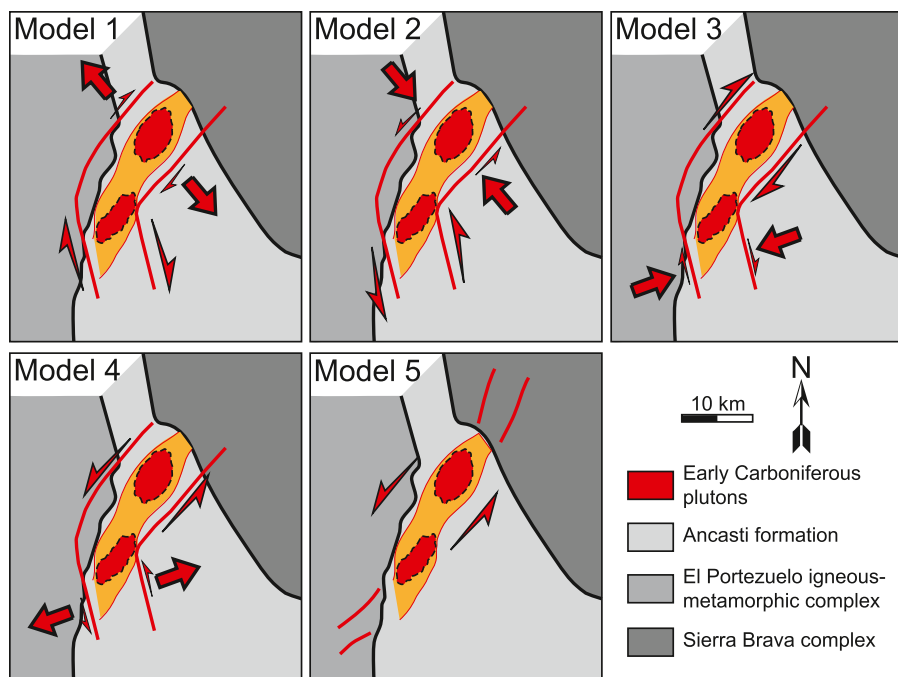 Model 1
Model 2
Model 3
Model 4
Model 5
N
10 km
Early Carboniferous
plutons
Ancasti formation
El Portezuelo igneous-
metamorphic complex
Sierra Brava complex